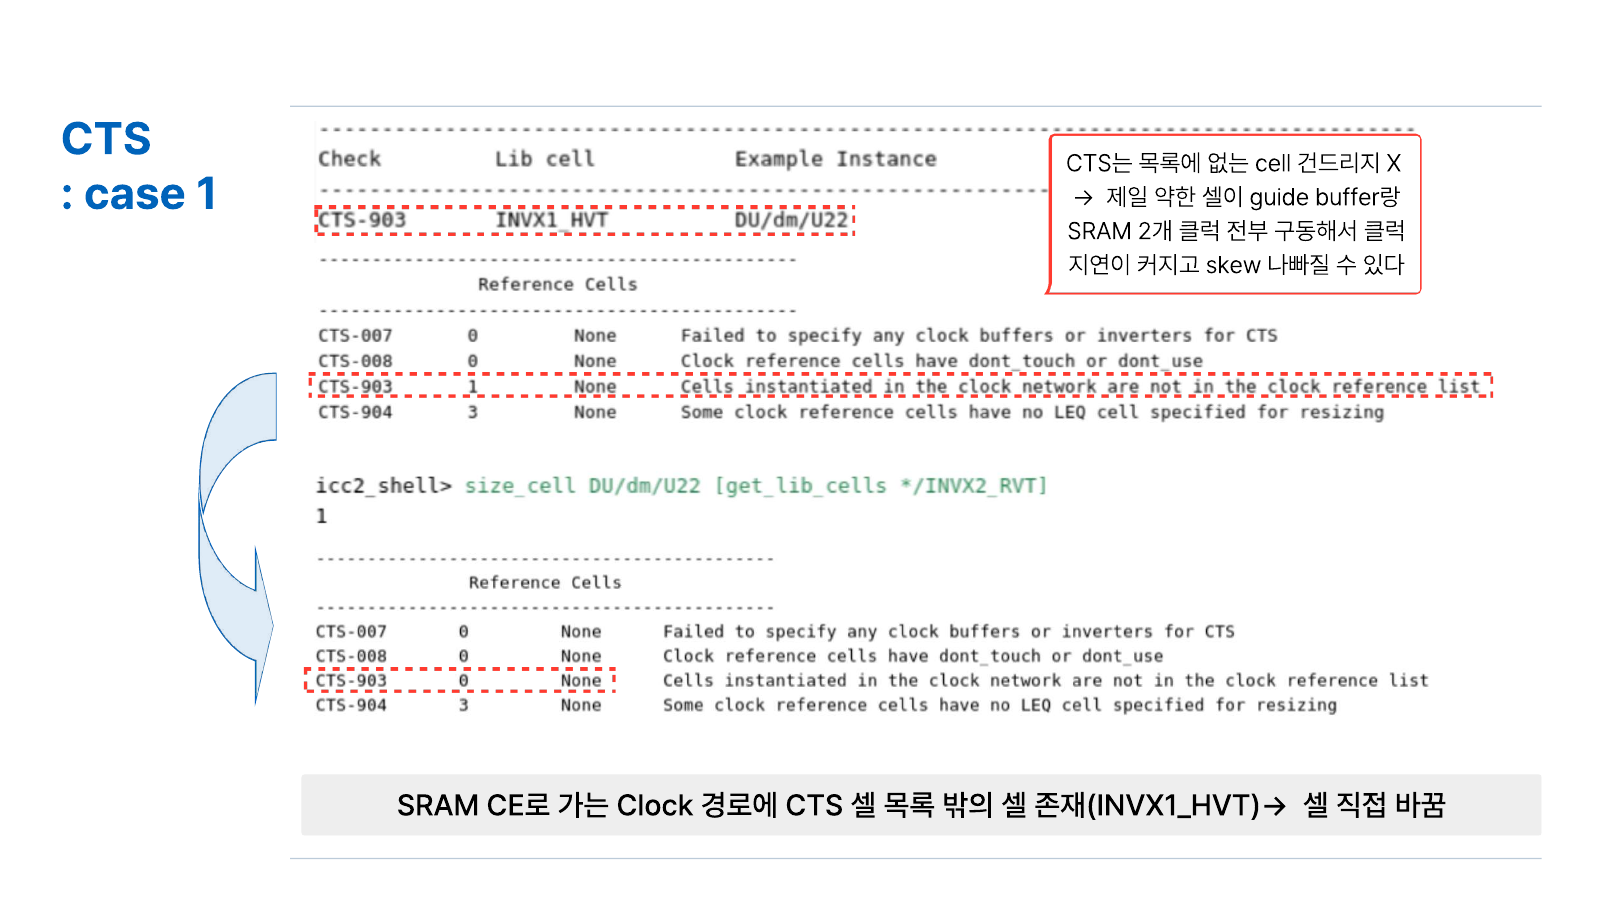 CTS
: case 1
Check Lib cell Example Instance
CTS-903 INVX1_HVT DU/dm/U22
CTS는 목록에 없는 cell 건드리지 X
→ 제일 약한 셀이 guide buffer랑
SRAM 2개 클럭 전부 구동해서 클럭
지연이 커지고 skew 나빠질 수 있다
Reference Cells
CTS-007 0 None Failed to specify any clock buffers or inverters for CTS
CTS-008 0 None Clock reference cells have dont_touch or dont_use
CTS-903 1 None Cells instantiated in the clock network are not in the clock reference list
CTS-904 3 None Some clock reference cells have no LEQ cell specified for resizing
icc2_shell> size_cell DU/dm/U22 [get_lib_cells */INVX2_RVT]
1
Reference Cells
CTS-007 0 None Failed to specify any clock buffers or inverters for CTS
CTS-008 0 None Clock reference cells have dont_touch or dont_use
CTS-903 0 None Cells instantiated in the clock network are not in the clock reference list
CTS-904 3 None Some clock reference cells have no LEQ cell specified for resizing
SRAM CE로 가는 Clock 경로에 CTS 셀 목록 밖의 셀 존재(INVX1_HVT)→ 셀 직접 바꿈